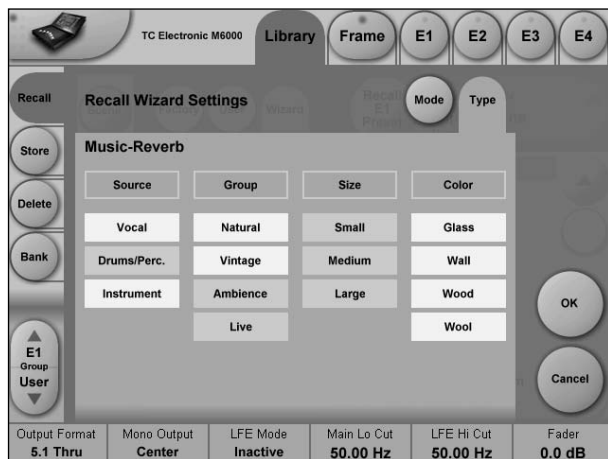 TC Electronic M6000
Library
Frame
E1
E2
E3
E4
Recall
Recall Wizard Settings
Mode
Type
Store
Music-Reverb
Source Group Size Color
Delete
Vocal Natural Small Glass
Bank
Drums/Perc. Vintage Medium Wall
Instrument Ambience Large Wood
Live Wool
OK
E1
Group
User
Cancel
Output Format Mono Output LFE Mode Main Lo Cut LFE Hi Cut Fader
5.1 Thru Center Inactive 50.00 Hz 50.00 Hz 0.0 dB